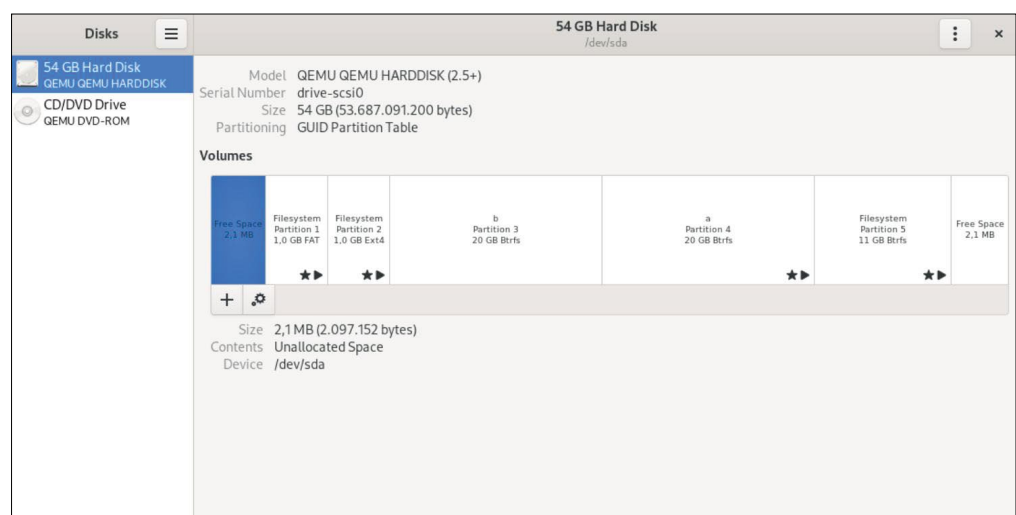 Disks
54 GB Hard Disk
/dev/sda
54 GB Hard Disk
QEMU QEMU HARDDISK
CD/DVD Drive
QEMU DVD-ROM
Model QEMU QEMU HARDDISK (2.5+)
Serial Number drive-scsi0
Size 54 GB (53.687.091.200 bytes)
Partitioning GUID Partition Table
Volumes
Free Space
2,1 MB
Filesystem
Partition 1
1,0 GB FAT
Filesystem
Partition 2
1,0 GB Ext4
b
Partition 3
20 GB Btrfs
a
Partition 4
20 GB Btrfs
Filesystem
Partition 5
11 GB Btrfs
Free Space
2,1 MB
Size 2,1 MB (2.097.152 bytes)
Contents Unallocated Space
Device /dev/sda